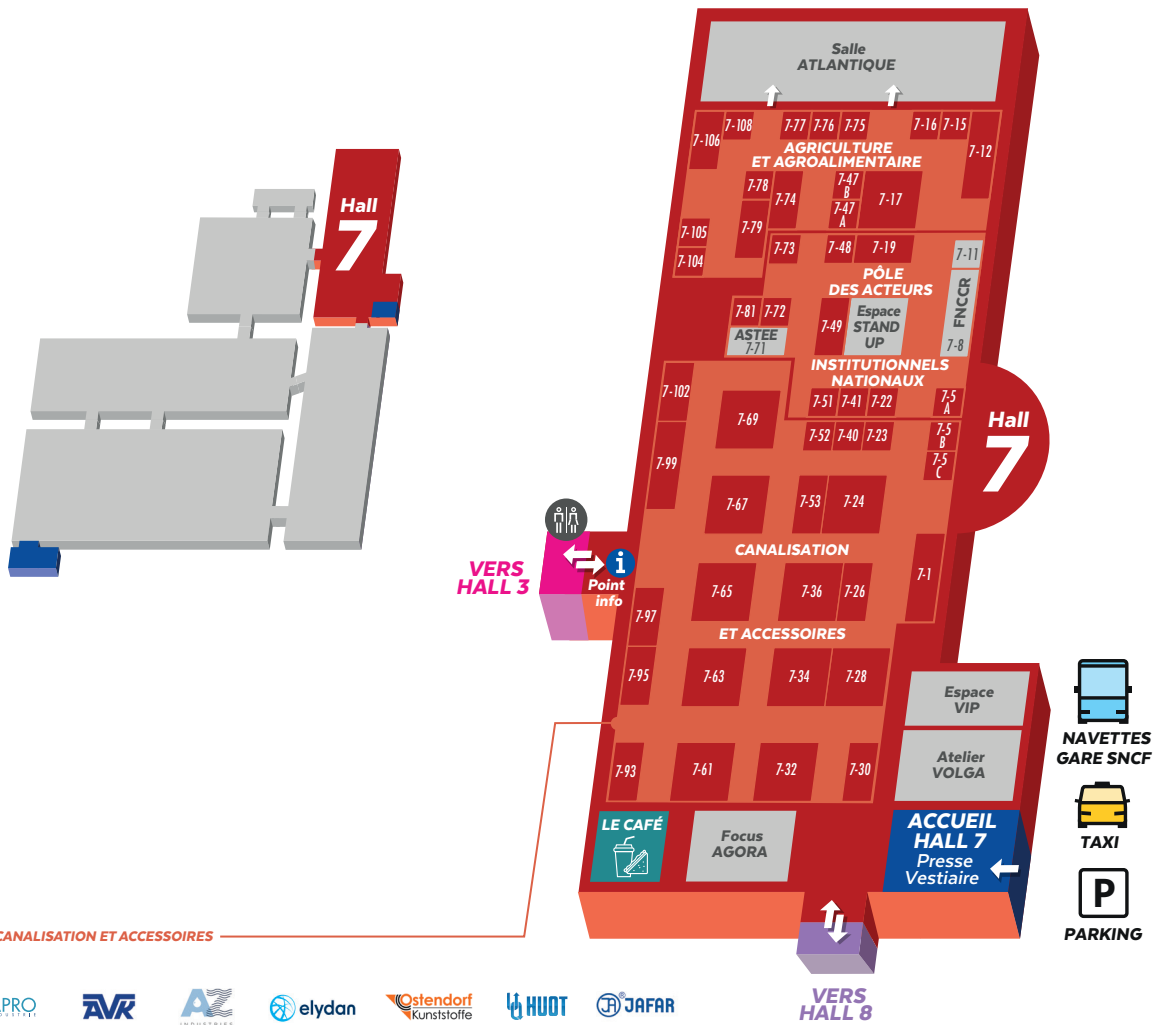 Salle
ATLANTIQUE
7-106
7-108
7-77
7-76
7-75
7-16
7-15
7-12
AGRICULTURE
ET AGROALIMENTAIRE
7-78
7-74
7-47
B
7-47
A
7-17
7-79
7-105
7-104
7-73
7-48
7-19
7-11
PÔLE
DES ACTEURS
FNCCR
7-8
7-81
7-72
ASTEE
7-71
7-49
Espace
STAND
UP
INSTITUTIONNELS
NATIONAUX
7-102
7-51
7-41
7-22
7-5
A
7-69
7-52
7-40
7-23
7-5
B
7-5
C
7-99
7-67
7-53
7-24
CANALISATION
7-65
7-36
7-26
7-1
7-97
ET ACCESSOIRES
7-95
7-63
7-34
7-28
7-93
7-61
7-32
7-30
Hall
7
Hall
7
VERS
HALL 3
i
Point
info
Espace
VIP
Atelier
VOLGA
LE CAFÉ
Focus
AGORA
ACCUEIL
HALL 7
Presse
Vestiaire
NAVETTES
GARE SNCF
TAXI
P
PARKING
VERS
HALL 8
CANALISATION ET ACCESSOIRES
AVK
AZ
INDUSTRIES
elydan
Ostendorf
Kunststoffe
HUOT
JA® JAFAR